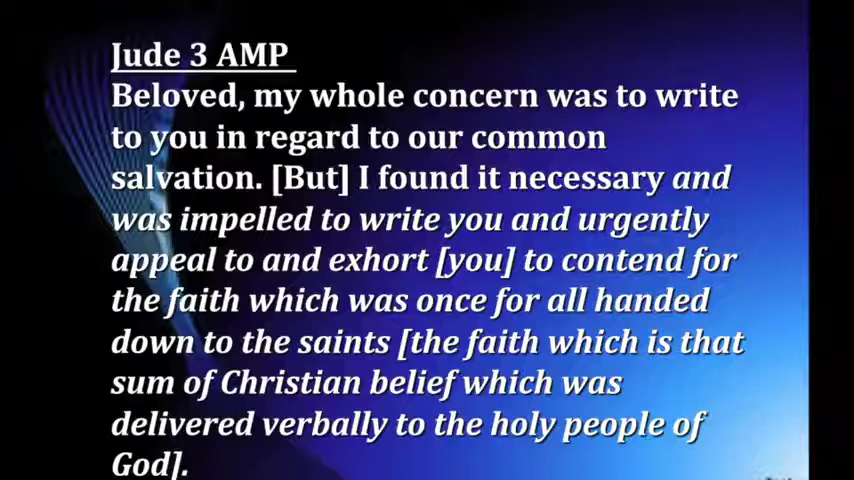 Jude 3 AMP
Beloved, my whole concern was to write
to you in regard to our common
salvation. [But] I found it necessary and
was impelled to write you and urgently
appeal to and exhort [you] to contend for
the faith which was once for all handed
down to the saints [the faith which is that
sum of Christian belief which was
delivered verbally to the holy people of
God].